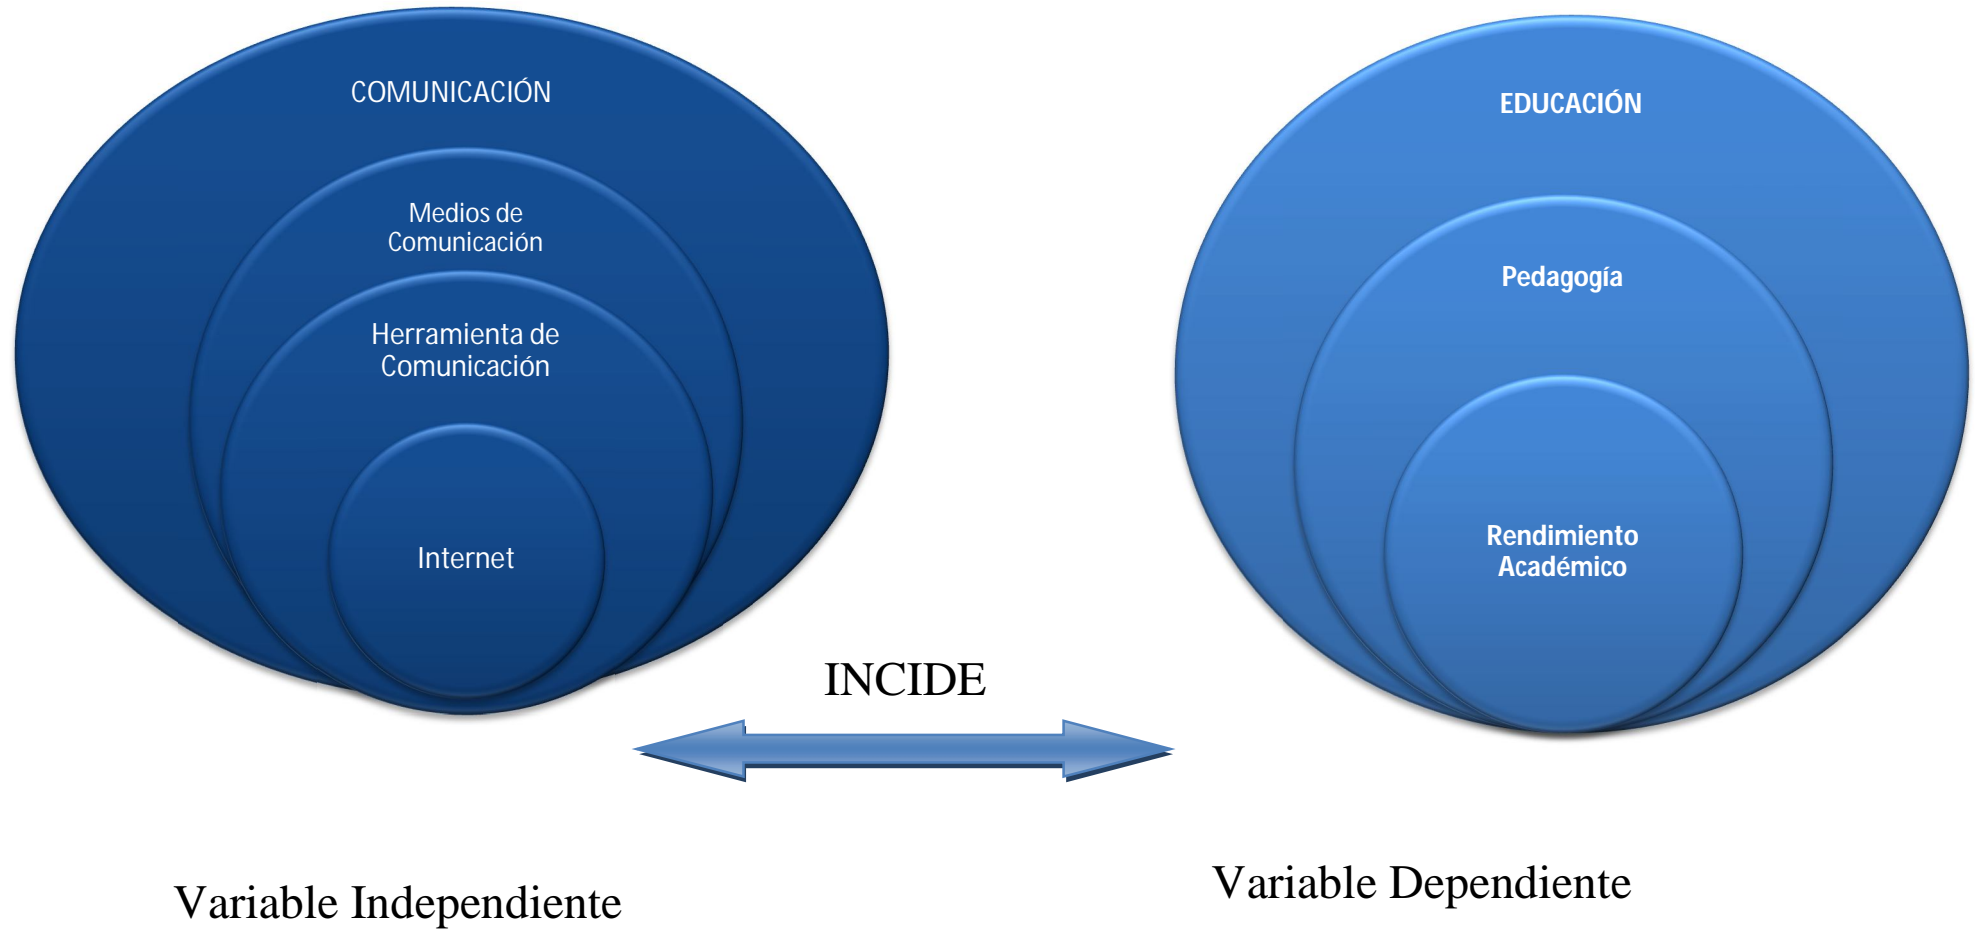 COMUNICACIÓN
Medios de
Comunicación
Herramienta de
Comunicación
Internet
EDUCACIÓN
Pedagogía
Rendimiento
Académico
INCIDE
Variable Independiente
Variable Dependiente